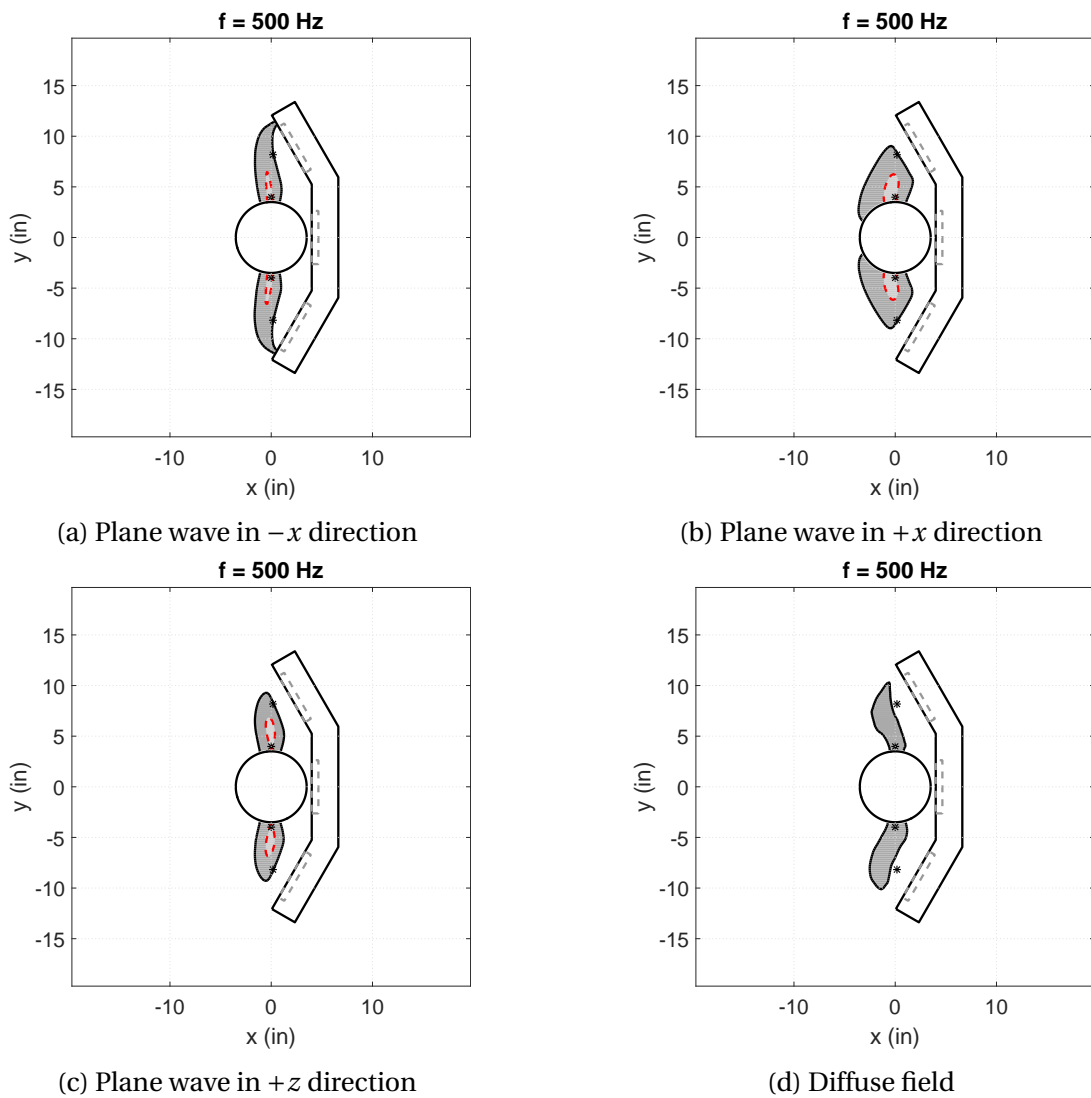 f = 500 Hz
15
10
5
0
-5
-10
-15
y (in)
-10
0
10
x (in)
(a) Plane wave in −x direction
f = 500 Hz
15
10
5
0
-5
-10
-15
y (in)
-10
0
10
x (in)
(b) Plane wave in +x direction
f = 500 Hz
15
10
5
0
-5
-10
-15
y (in)
-10
0
10
x (in)
(c) Plane wave in +z direction
f = 500 Hz
15
10
5
0
-5
-10
-15
y (in)
-10
0
10
x (in)
(d) Diffuse field